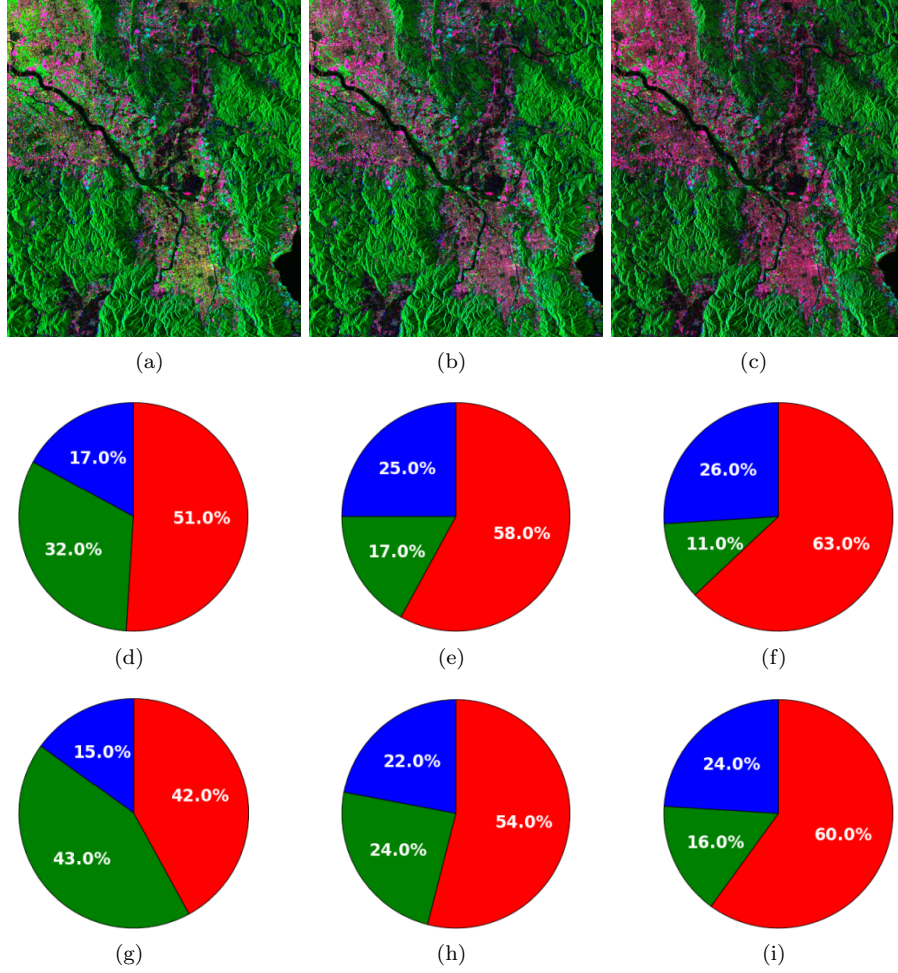 (a) (b) (c)
17.0% 51.0% 32.0%
25.0% 58.0% 17.0%
26.0% 63.0% 11.0%
(d) (e) (f)
15.0% 42.0% 43.0%
22.0% 54.0% 24.0%
24.0% 60.0% 16.0%
(g) (h) (i)